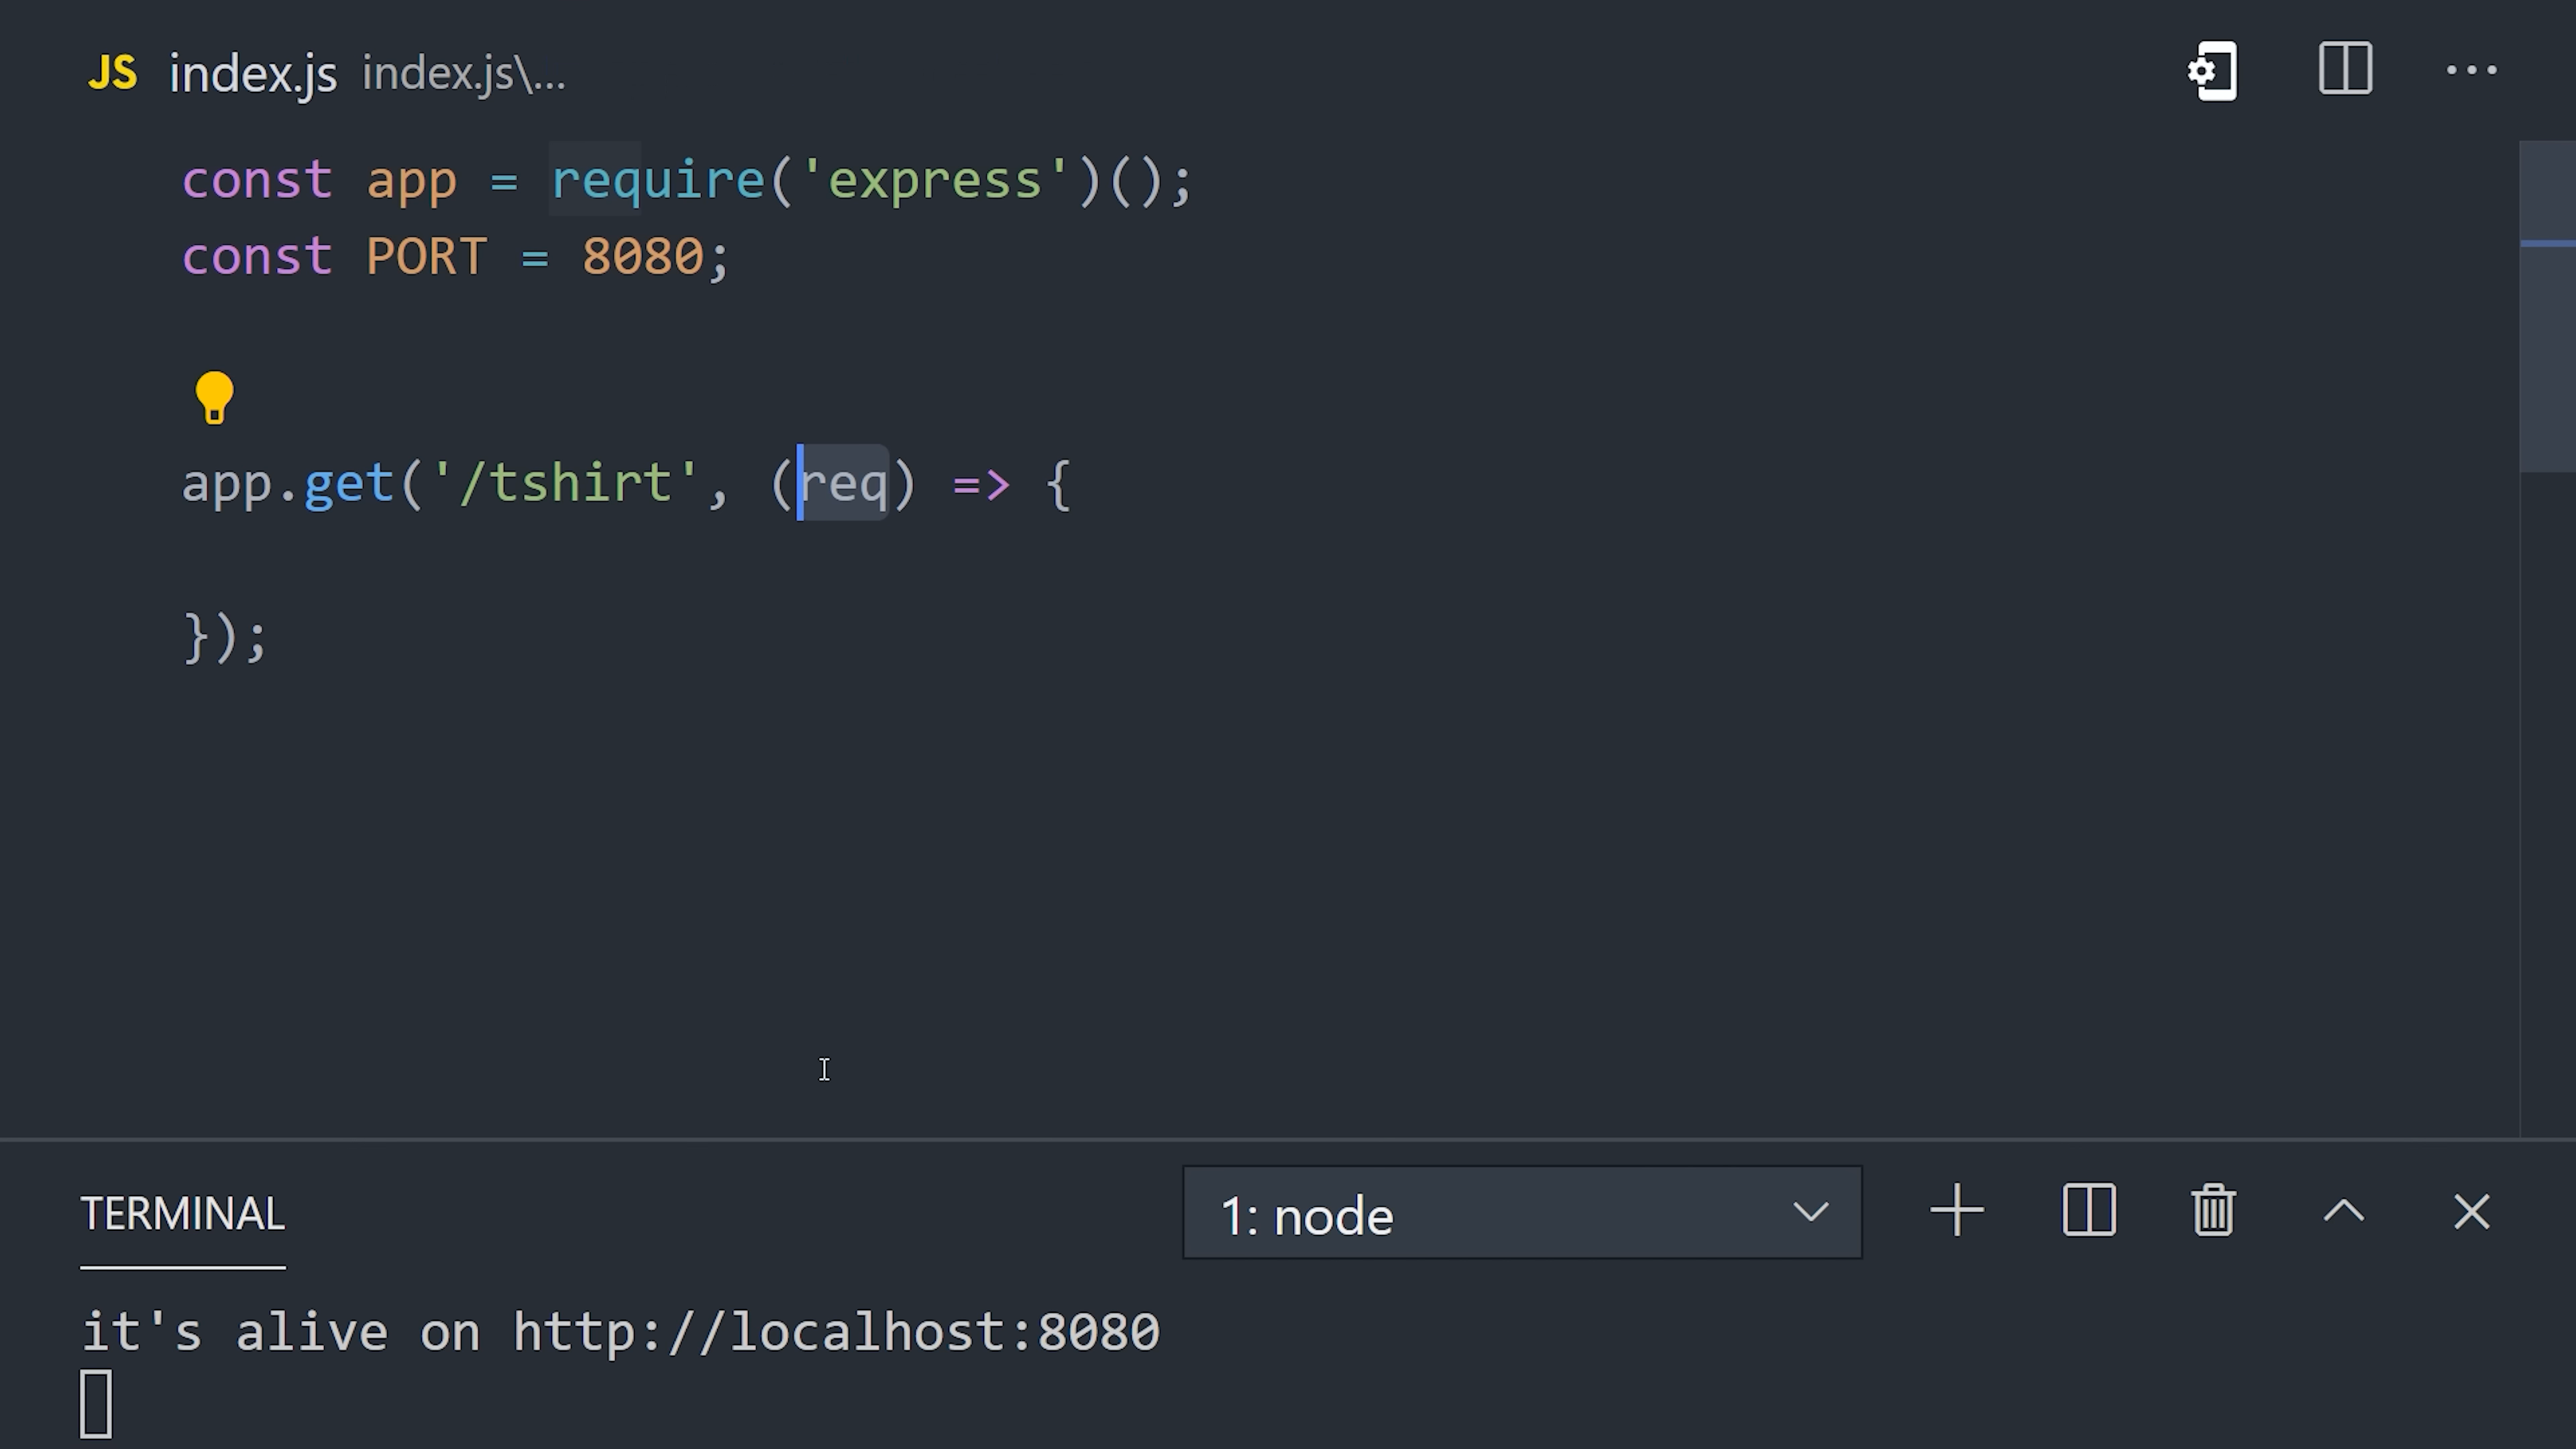 JS index.js index.js\...
const app = require('express')();
const PORT = 8080;
app.get('/tshirt', (req) => {
});
TERMINAL
1: node
it's alive on http://localhost:8080